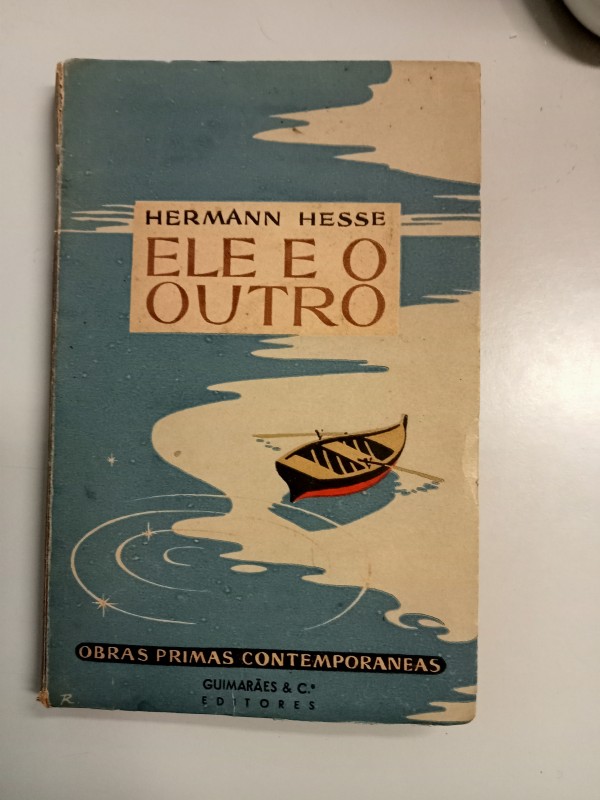 HERMANN HESSE
ELE E O
OUTRO
OBRAS PRIMAS CONTEMPORANEAS
GUIMARÃES & C.ª
EDITORES
R